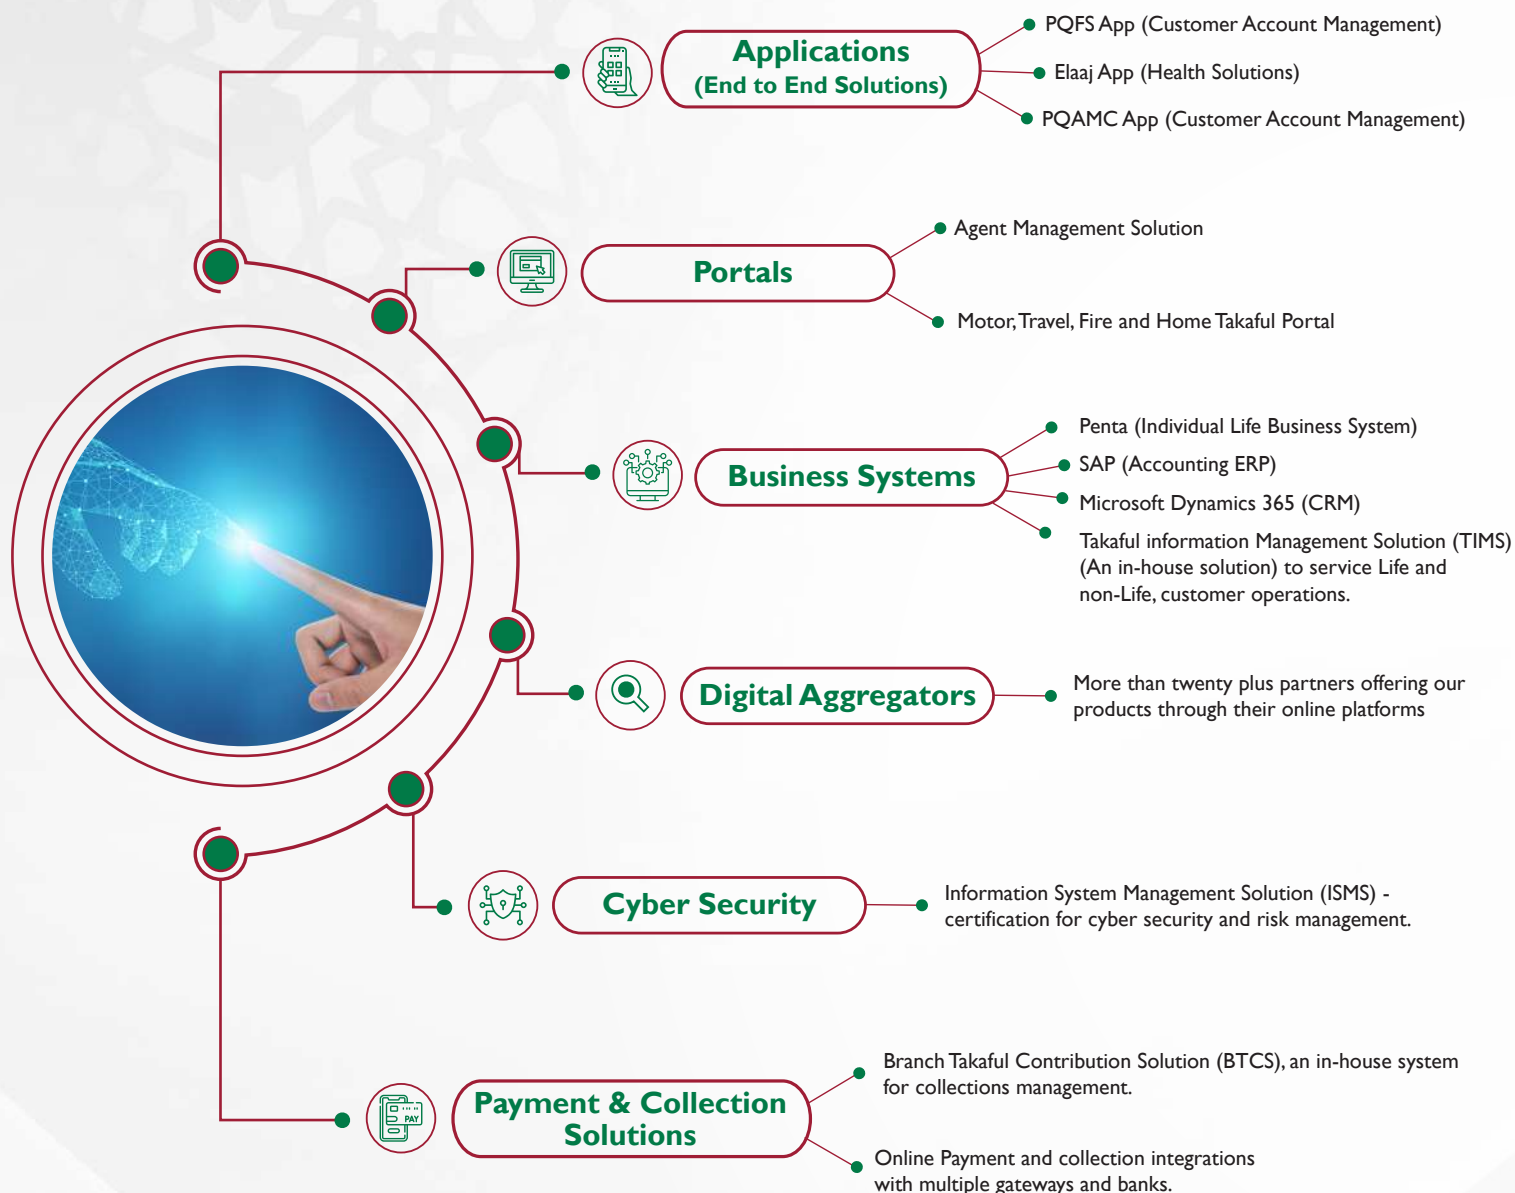 Applications
(End to End Solutions)
PQFS App (Customer Account Management)
Elaaj App (Health Solutions)
PQAMC App (Customer Account Management)
Portals
Agent Management Solution
Motor, Travel, Fire and Home Takaful Portal
Business Systems
Penta (Individual Life Business System)
SAP (Accounting ERP)
Microsoft Dynamics 365 (CRM)
Takaful information Management Solution (TIMS)
(An in-house solution) to service Life and
non-Life, customer operations.
Digital Aggregators
More than twenty plus partners offering our
products through their online platforms
Cyber Security
Information System Management Solution (ISMS) -
certification for cyber security and risk management.
PAY
Payment & Collection
Solutions
Branch Takaful Contribution Solution (BTCS), an in-house system
for collections management.
Online Payment and collection integrations
with multiple gateways and banks.